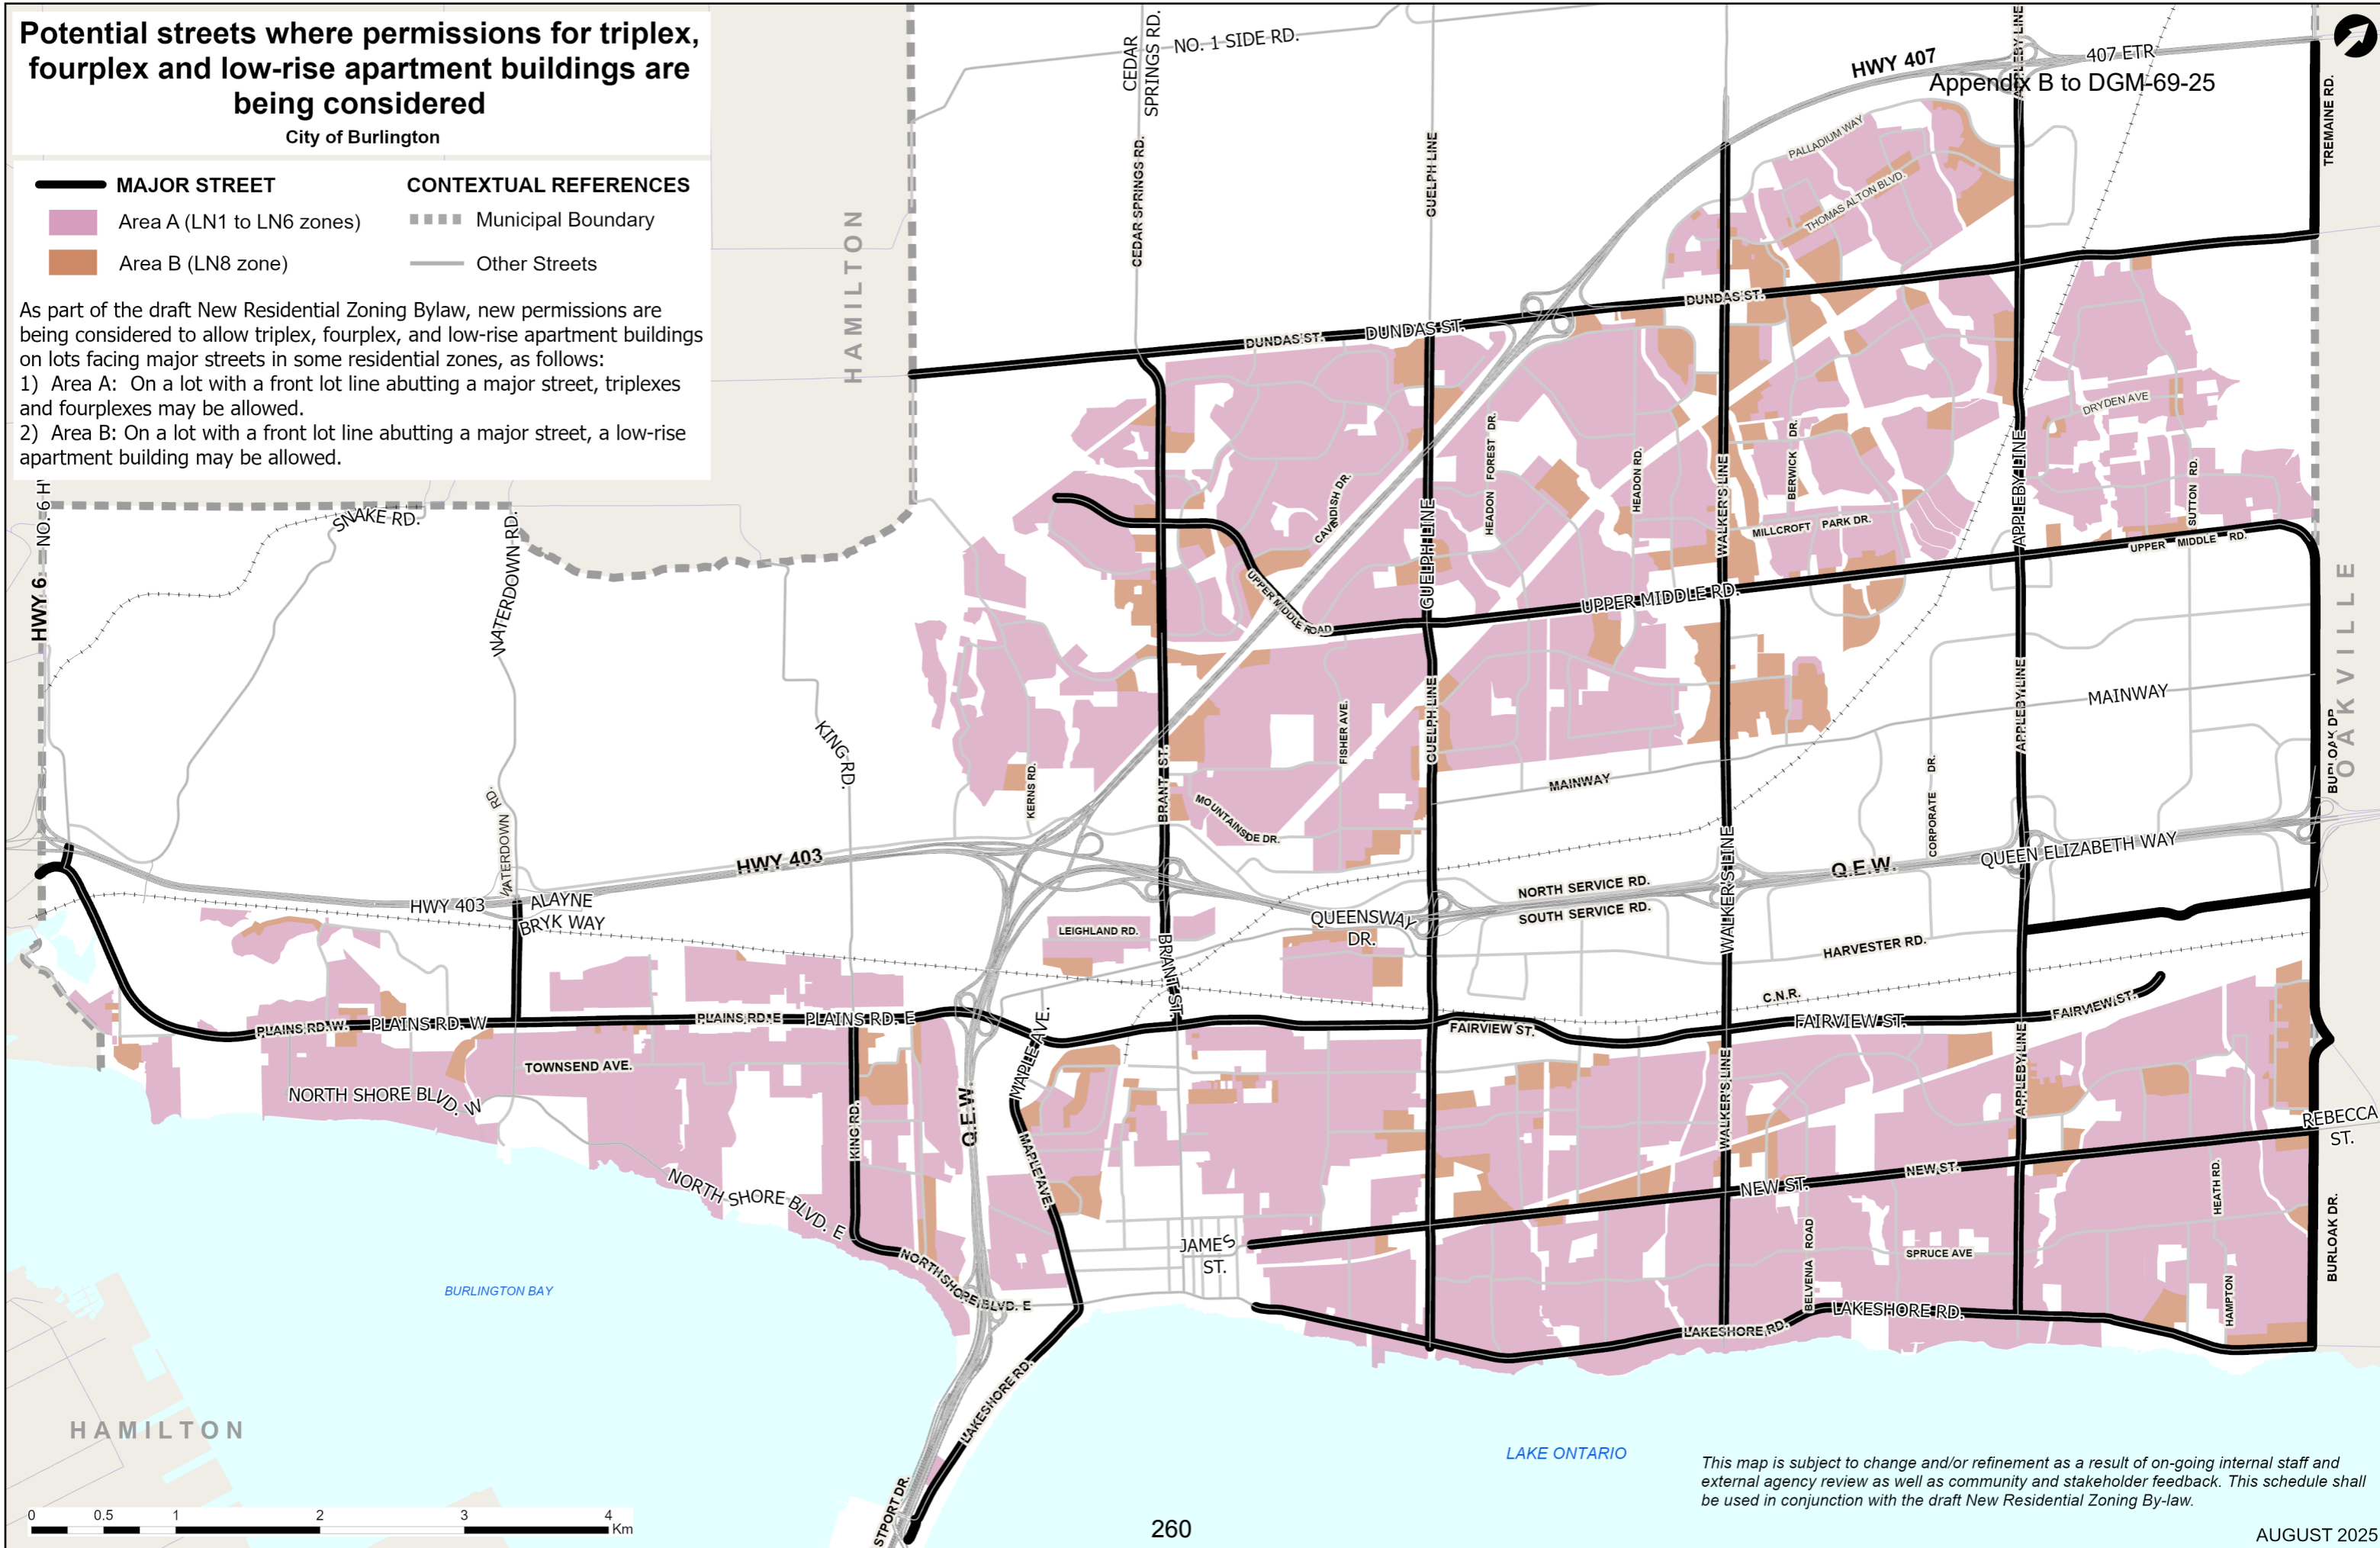 Potential streets where permissions for triplex,
fourplex and low-rise apartment buildings are
being considered
City of Burlington
MAJOR STREET
Area A (LN1 to LN6 zones)
Area B (LN8 zone)
CONTEXTUAL REFERENCES
Municipal Boundary
Other Streets
As part of the draft New Residential Zoning Bylaw, new permissions are
being considered to allow triplex, fourplex, and low-rise apartment buildings
on lots facing major streets in some residential zones, as follows:
1) Area A: On a lot with a front lot line abutting a major street, triplexes
and fourplexes may be allowed.
2) Area B: On a lot with a front lot line abutting a major street, a low-rise
apartment building may be allowed.
Appendix B to DGM-69-25
NO. 1 SIDE RD.
CEDAR
SPRINGS RD.
CEDAR SPRINGS RD.
GUELPH LINE
HWY 407
407 ETR
APPLEBY LINE
TREMAINE RD.
PALLADIUM WAY
THOMAS ALTON BLVD.
HAMILTON
DUNDAS ST.
DUNDAS ST.
DUNDAS ST.
DRYDEN AVE
HEADON FOREST DR.
HEADON RD.
BERWICK DR.
WALKER'S LINE
APPLEBY LINE
SUTTON RD.
CAVENDISH DR.
GUELPH LINE
MILLCROFT PARK DR.
UPPER MIDDLE RD.
UPPER MIDDLE ROAD
UPPER MIDDLE RD.
NO. 6 H
SNAKE RD.
WATERDOWN RD.
HWY 6
OAKVILLE
KING RD.
KERNS RD.
BRANT ST.
FISHER AVE.
GUELPH LINE
APPLEBY LINE
MAINWAY
MAINWAY
BURLOAK DR
MOUNTAINSIDE DR.
CORPORATE DR.
WATERDOWN RD.
HWY 403
HWY 403
ALAYNE
BRYK WAY
LEIGHLAND RD.
BRANT ST.
QUEENSWAY
DR.
NORTH SERVICE RD.
SOUTH SERVICE RD.
WALKER'S LINE
Q.E.W.
QUEEN ELIZABETH WAY
HARVESTER RD.
C.N.R.
PLAINS RD. W.
PLAINS RD. W
PLAINS RD. E
PLAINS RD. E
FAIRVIEW ST.
FAIRVIEW ST.
FAIRVIEW ST.
TOWNSEND AVE.
NORTH SHORE BLVD. W
KING RD.
Q.E.W.
MAPLE AVE.
MAPLE AVE.
WALKER'S LINE
APPLEBY LINE
REBECCA
ST.
NORTH SHORE BLVD. E
NORTH SHORE BLVD. E
JAMES
ST.
NEW ST.
NEW ST.
HEATH RD.
BELVENIA ROAD
SPRUCE AVE
HAMPTON
BURLOAK DR.
LAKESHORE RD.
LAKESHORE RD.
LAKESHORE RD.
BURLINGTON BAY
HAMILTON
LAKE ONTARIO
STPORT DR.
0 0.5 1 2 3 4
Km
260
This map is subject to change and/or refinement as a result of on-going internal staff and
external agency review as well as community and stakeholder feedback. This schedule shall
be used in conjunction with the draft New Residential Zoning By-law.
AUGUST 2025